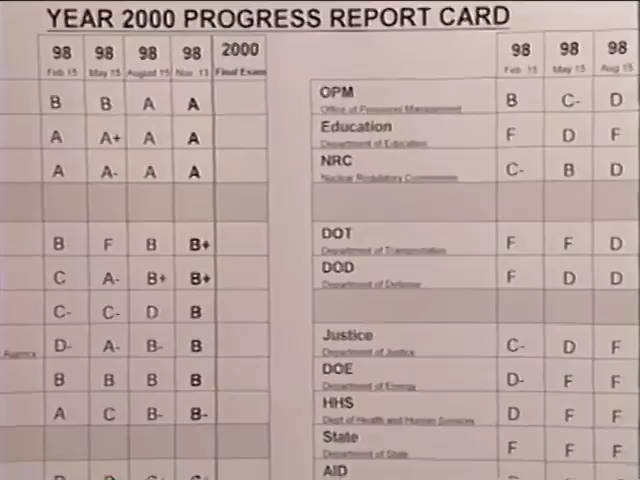 YEAR 2000 PROGRESS REPORT CARD
98 98 98 98 2000
Feb 15 May 15 August 15 Nov 13 Final Exam
B B A A
A A+ A A
A A- A A
B F B B+
C A- B+ B+
C- C- D B
Agency D- A- B- B
B B B B
A C B- B-
98 98 98
Feb 15 May 15 Aug 15
OPM B C- D
Office of Personnel Management
Education F D F
Department of Education
NRC C- B D
Nuclear Regulatory Commission
DOT F F D
Department of Transportation
DOD F D D
Department of Defense
Justice C- D F
Department of Justice
DOE D- F F
Department of Energy
HHS D F F
Dept of Health and Human Services
State F F F
Department of State
AID